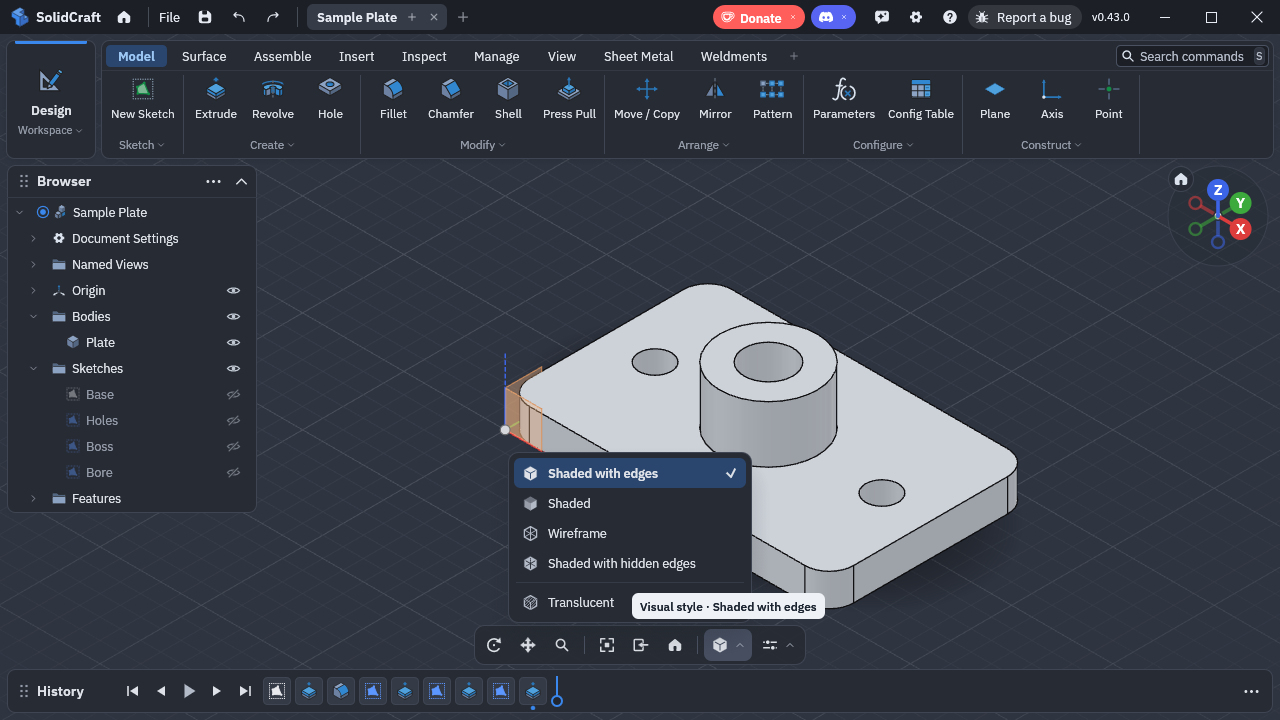 SolidCraft
File
Sample Plate
Donate
Report a bug
v0.43.0
Design
Workspace
Model
Surface
Assemble
Insert
Inspect
Manage
View
Sheet Metal
Weldments
Search commands
S
New Sketch
Extrude
Revolve
Hole
Fillet
Chamfer
Shell
Press Pull
Move / Copy
Mirror
Pattern
Parameters
Config Table
Plane
Axis
Point
Sketch
Create
Modify
Arrange
Configure
Construct
Browser
Sample Plate
Document Settings
Named Views
Origin
Bodies
Plate
Sketches
Base
Holes
Boss
Bore
Features
Z
Y
X
Shaded with edges
Shaded
Wireframe
Shaded with hidden edges
Translucent
Visual style · Shaded with edges
History